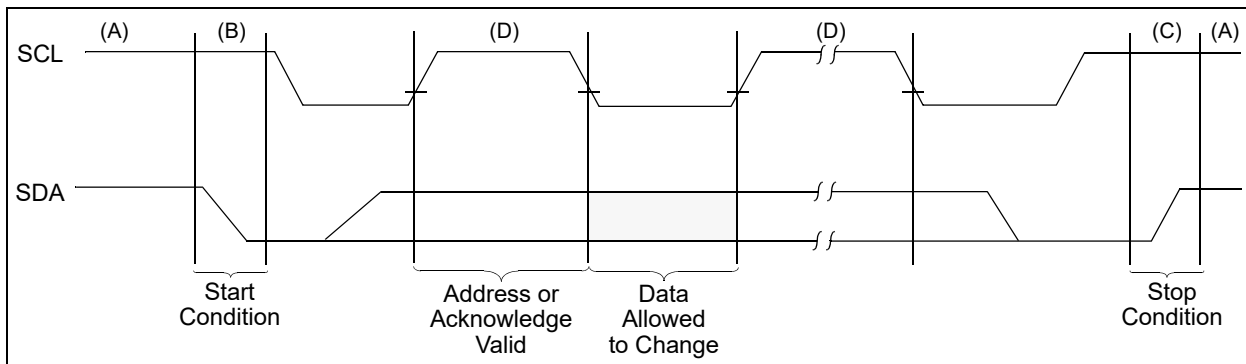 (A) (B) (D) (D) (C) (A)
SCL
SDA
Start
Condition
Address or
Acknowledge
Valid
Data
Allowed
to Change
Stop
Condition